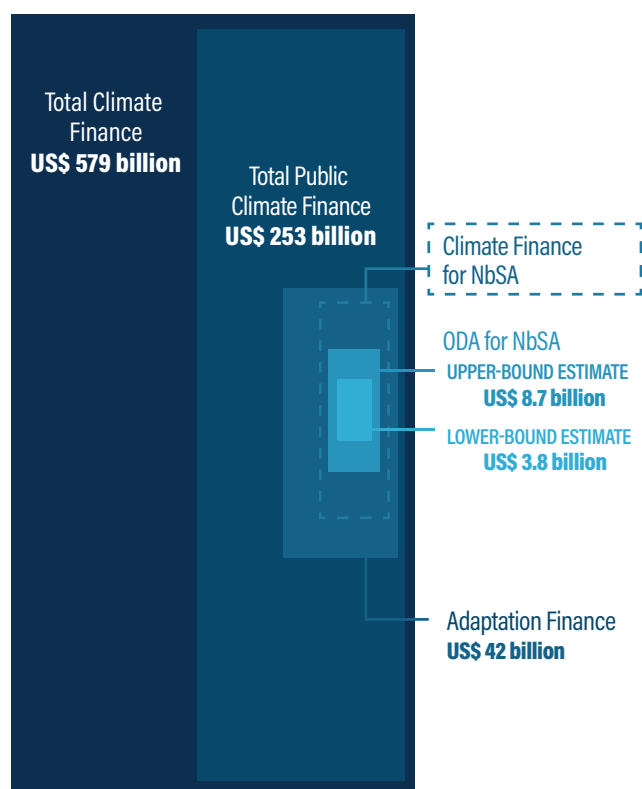 Total Climate
Finance
US$ 579 billion
Total Public
Climate Finance
US$ 253 billion
Climate Finance
for NbSA
ODA for NbSA
UPPER-BOUND ESTIMATE
US$ 8.7 billion
LOWER-BOUND ESTIMATE
US$ 3.8 billion
Adaptation Finance
US$ 42 billion